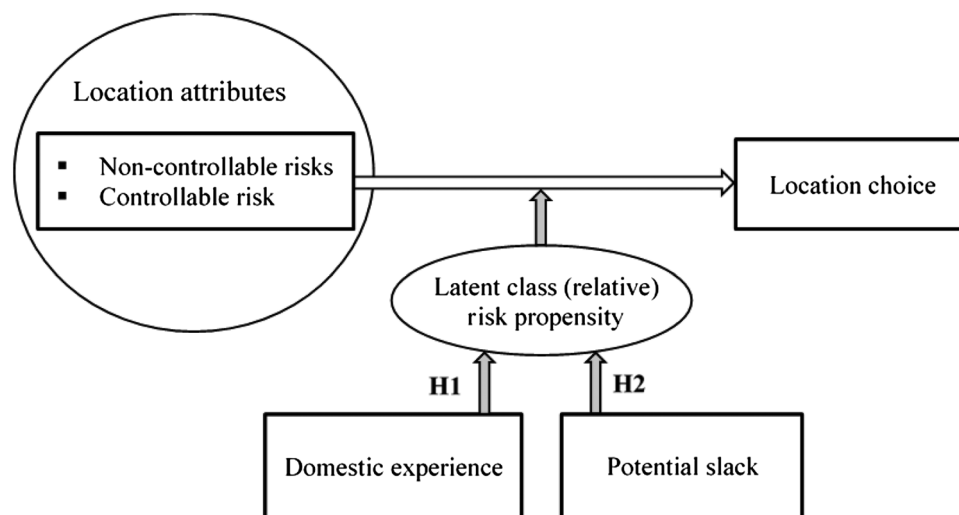 Location attributes
▪ Non-controllable risks
▪ Controllable risk
Location choice
Latent class (relative)
risk propensity
H1
H2
Domestic experience
Potential slack